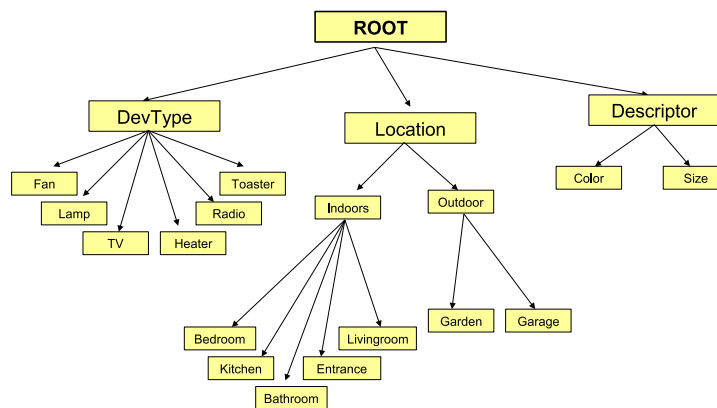 ROOT
DevType
Location
Descriptor
Fan
Lamp
TV
Heater
Radio
Toaster
Indoors
Outdoor
Color
Size
Bedroom
Kitchen
Bathroom
Entrance
Livingroom
Garden
Garage